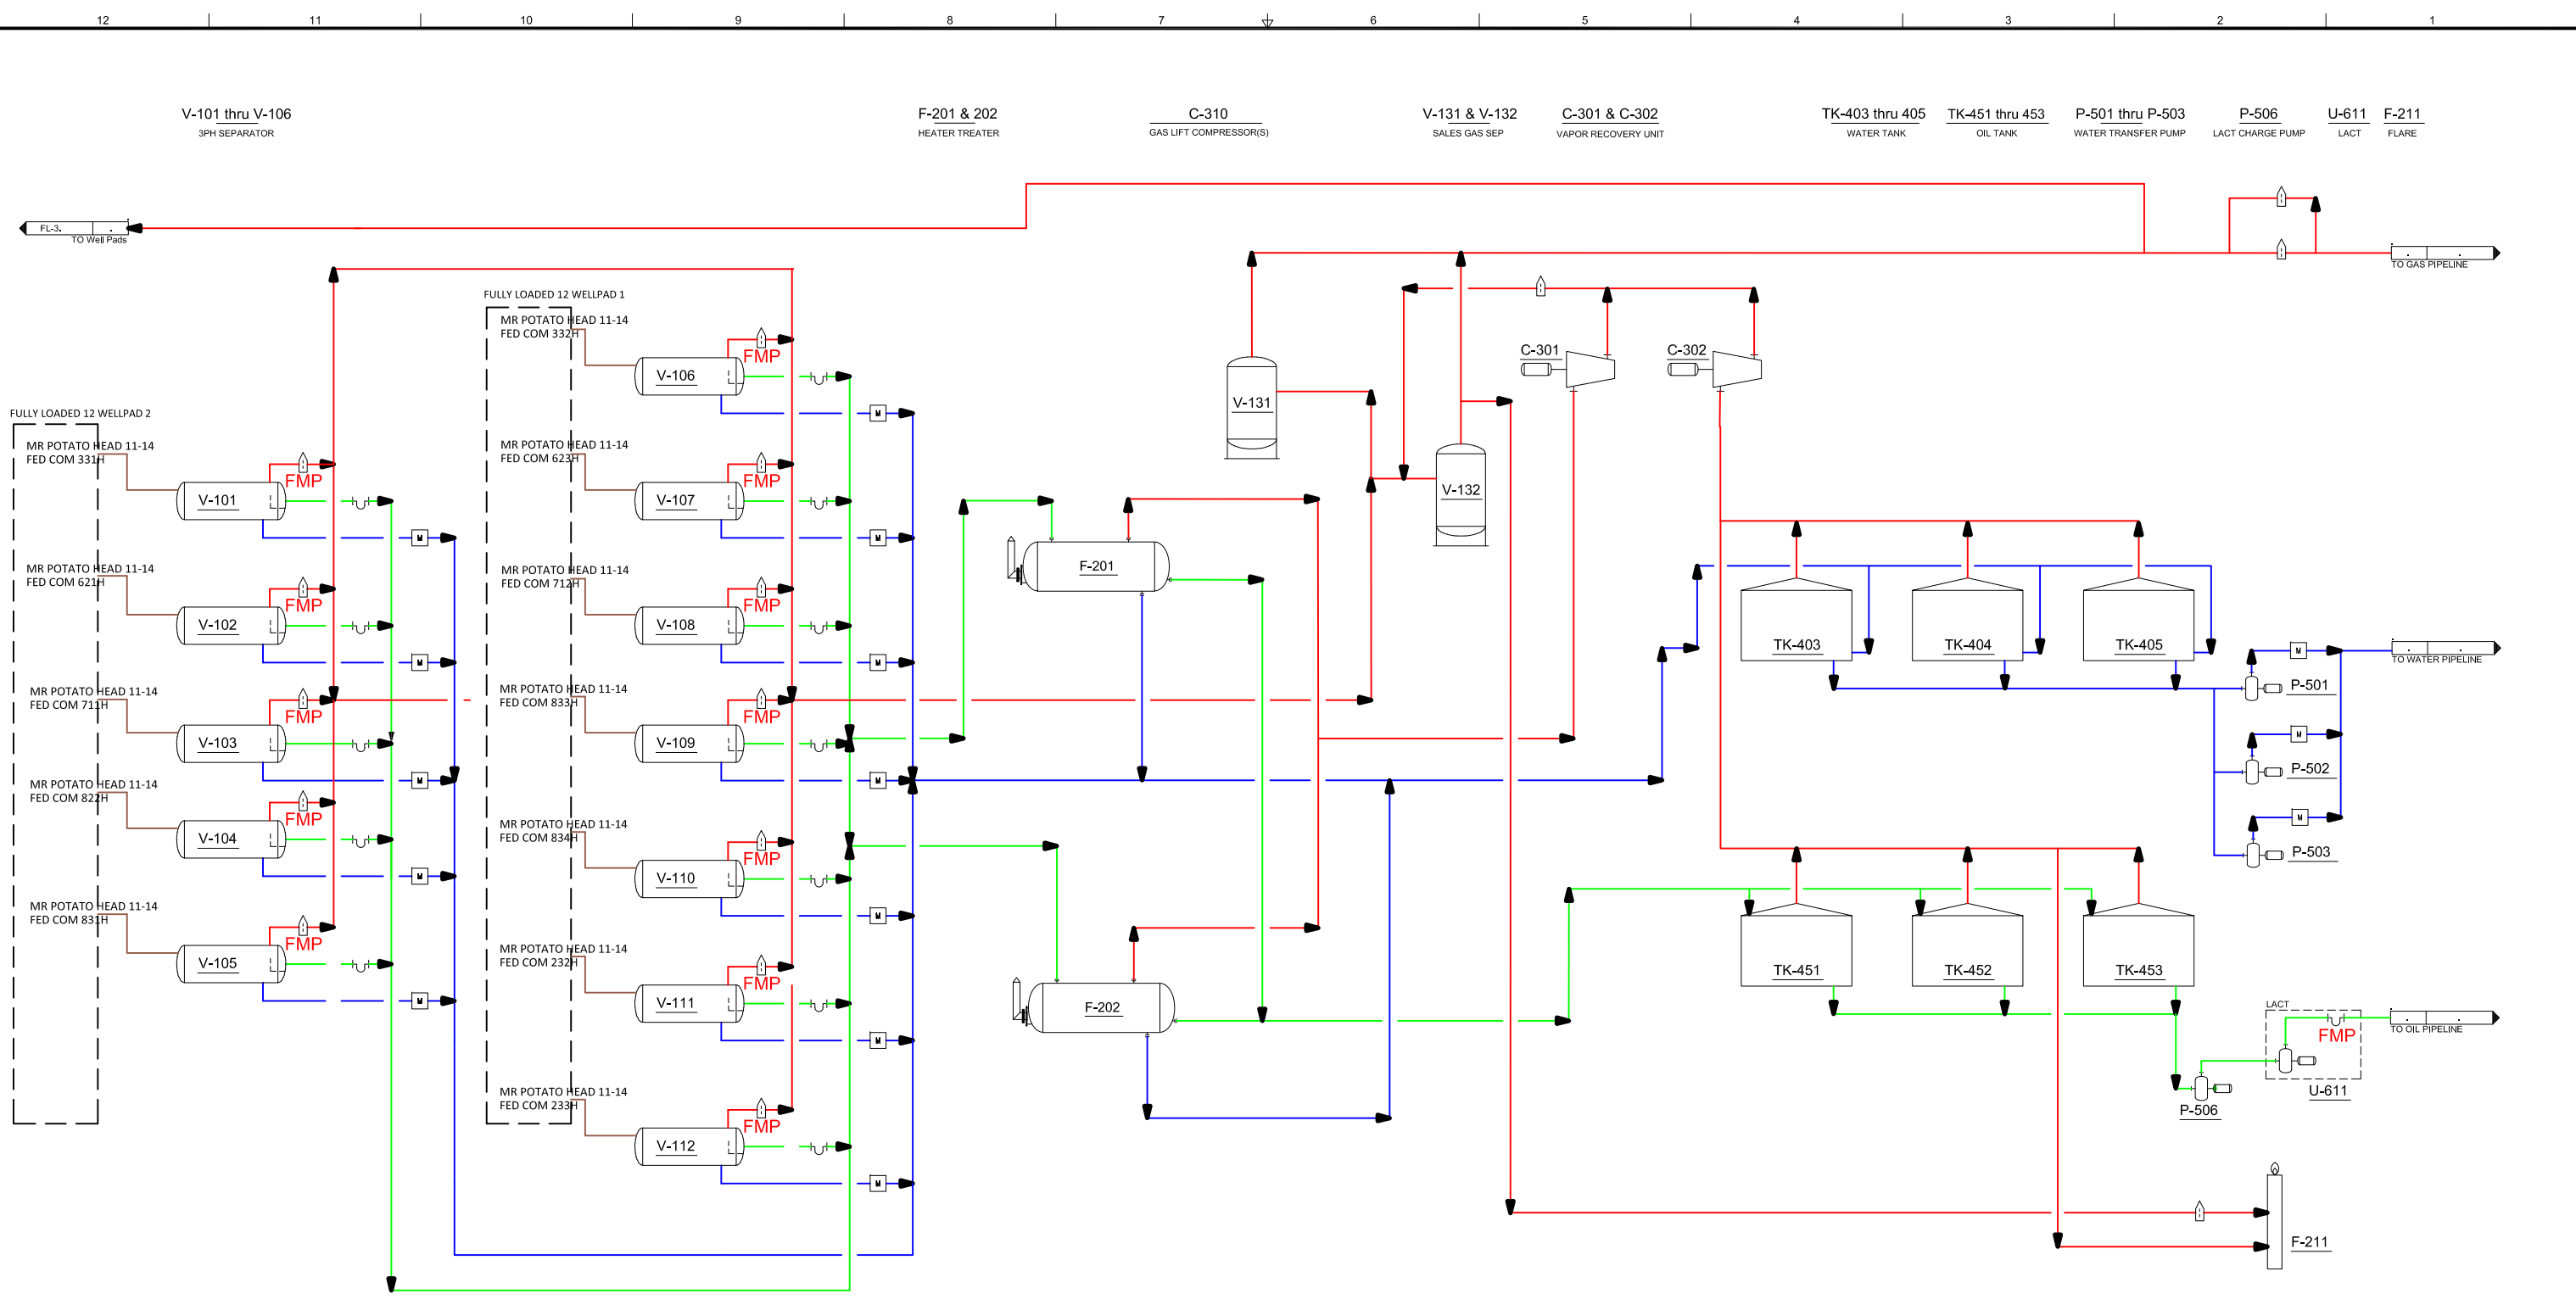 12 11 10 9 8 7 6 5 4 3 2 1
V-101 thru V-106
3PH SEPARATOR
F-201 & 202
HEATER TREATER
C-310
GAS LIFT COMPRESSOR(S)
V-131 & V-132
SALES GAS SEP
C-301 & C-302
VAPOR RECOVERY UNIT
TK-403 thru 405
WATER TANK
TK-451 thru 453
OIL TANK
P-501 thru P-503
WATER TRANSFER PUMP
P-506
LACT CHARGE PUMP
U-611
LACT
F-211
FLARE
FL-3.
TO Well Pads
TO GAS PIPELINE
FULLY LOADED 12 WELLPAD 2
MR POTATO HEAD 11-14
FED COM 331H
FMP
V-101
M
MR POTATO HEAD 11-14
FED COM 621H
FMP
V-102
M
MR POTATO HEAD 11-14
FED COM 711H
FMP
V-103
M
MR POTATO HEAD 11-14
FED COM 822H
FMP
V-104
M
MR POTATO HEAD 11-14
FED COM 831H
FMP
V-105
M
FULLY LOADED 12 WELLPAD 1
MR POTATO HEAD 11-14
FED COM 332H
FMP
V-106
M
MR POTATO HEAD 11-14
FED COM 623H
FMP
V-107
M
MR POTATO HEAD 11-14
FED COM 712H
FMP
V-108
M
MR POTATO HEAD 11-14
FED COM 833H
FMP
V-109
M
MR POTATO HEAD 11-14
FED COM 834H
FMP
V-110
M
MR POTATO HEAD 11-14
FED COM 232H
FMP
V-111
M
MR POTATO HEAD 11-14
FED COM 233H
FMP
V-112
M
F-201
F-202
V-131
V-132
C-301
C-302
TK-403
TK-404
TK-405
M
TO WATER PIPELINE
P-501
M
P-502
M
P-503
TK-451
TK-452
TK-453
LACT
FMP
TO OIL PIPELINE
U-611
P-506
F-211